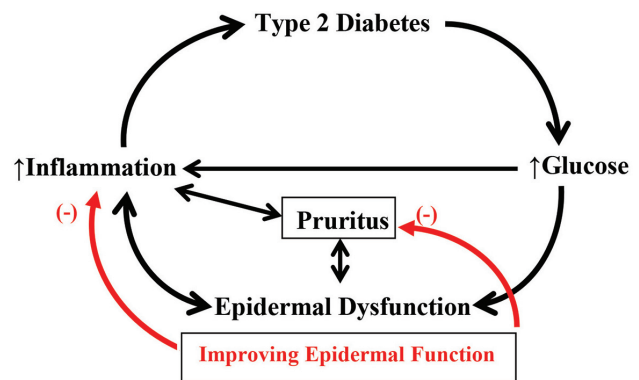 Type 2 Diabetes
↑Inflammation
↑Glucose
(-)
Pruritus
(-)
Epidermal Dysfunction
Improving Epidermal Function